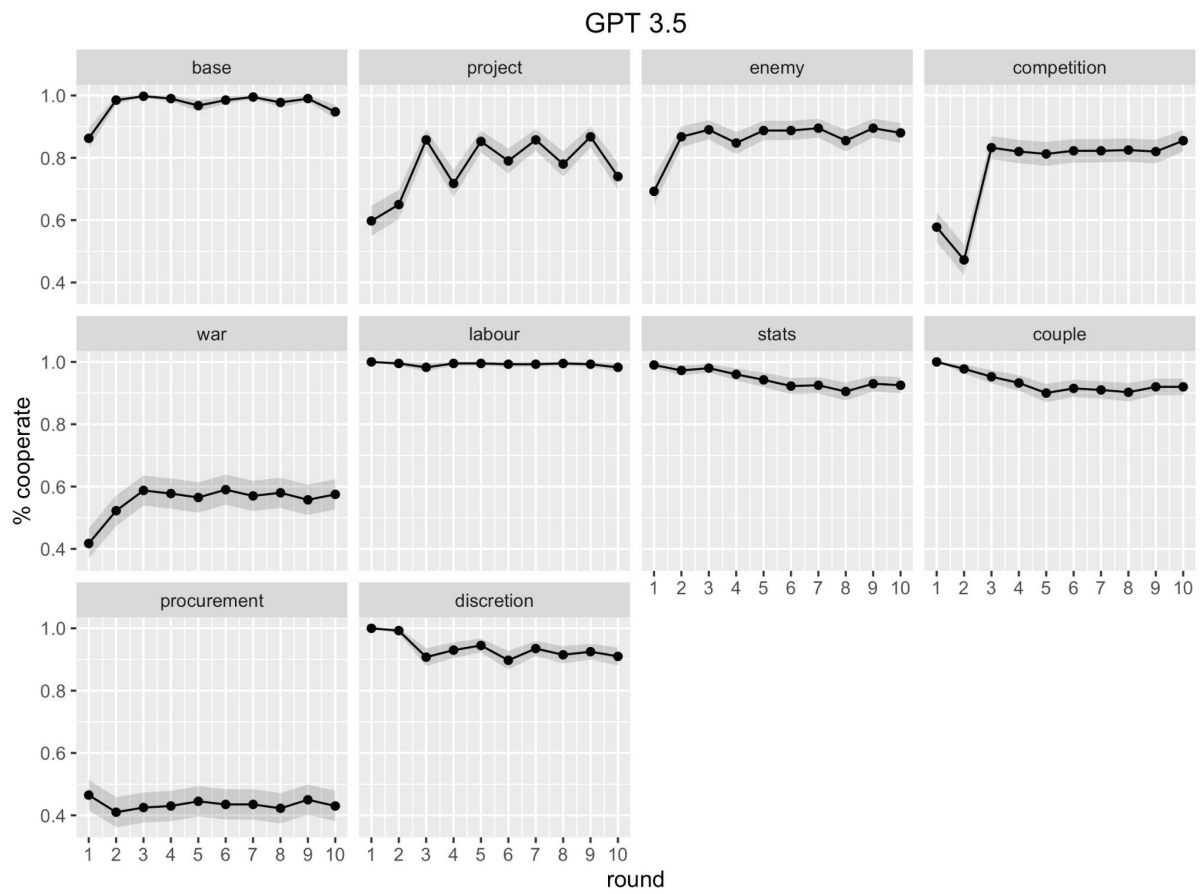 GPT 3.5
base project enemy competition
1.0
0.8
0.6
0.4
war labour stats couple
1.0
0.8
0.6
0.4
% cooperate
1 2 3 4 5 6 7 8 9 10 1 2 3 4 5 6 7 8 9 10
procurement discretion
1.0
0.8
0.6
0.4
1 2 3 4 5 6 7 8 9 10 1 2 3 4 5 6 7 8 9 10
round